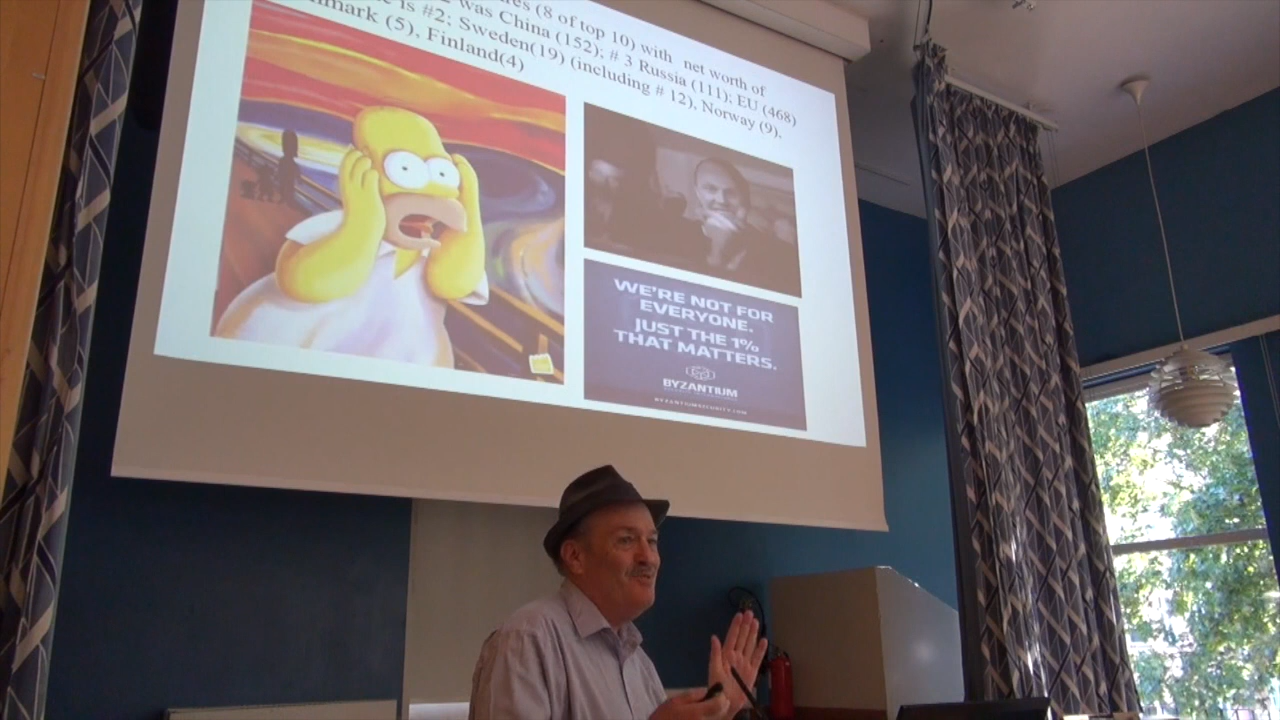 (8 of top 10) with net worth of
was China (152); # 3 Russia (111); EU (468)
is #2; Sweden(19) (including # 12), Norway (9),
(5), Finland(4)
WE'RE NOT FOR
EVERYONE.
JUST THE 1%
THAT MATTERS.
BYZANTIUM
BYZANTIUMSECURITY.COM